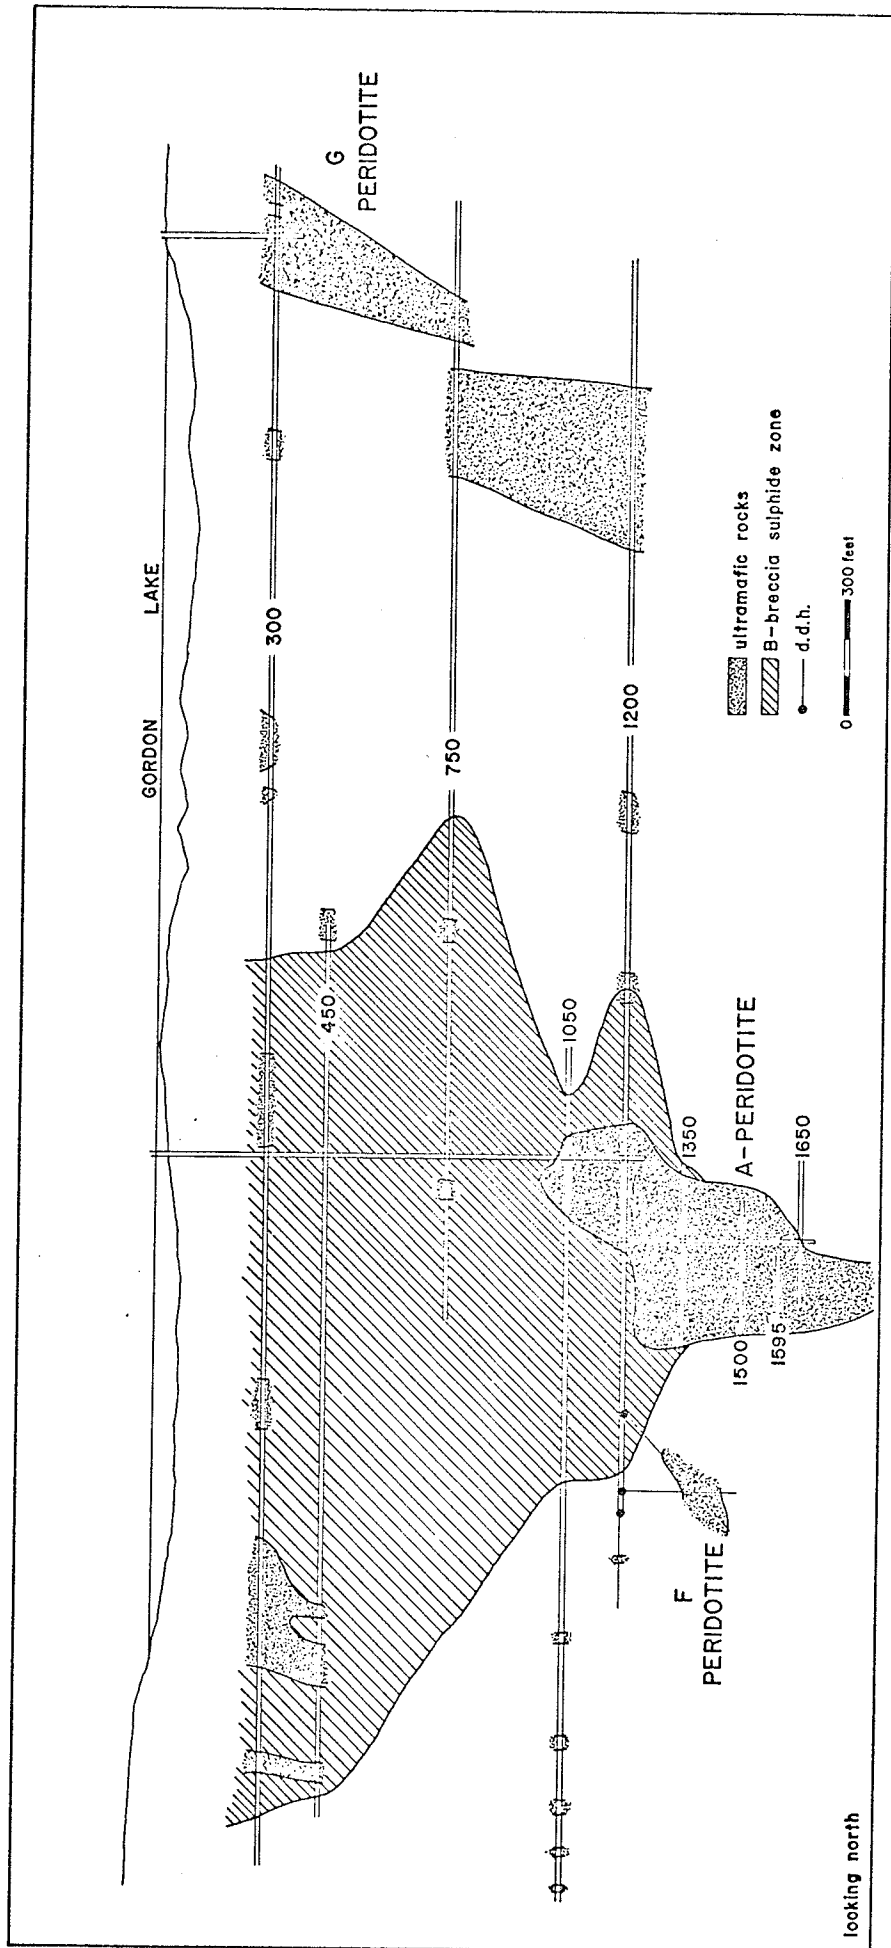 GORDON LAKE
300
450
750
1050
1200
1350
1500
1595
1650
G
PERIDOTITE
A-PERIDOTITE
F
PERIDOTITE
ultramafic rocks
B-breccia sulphide zone
d.d.h.
0 300 feet
looking north